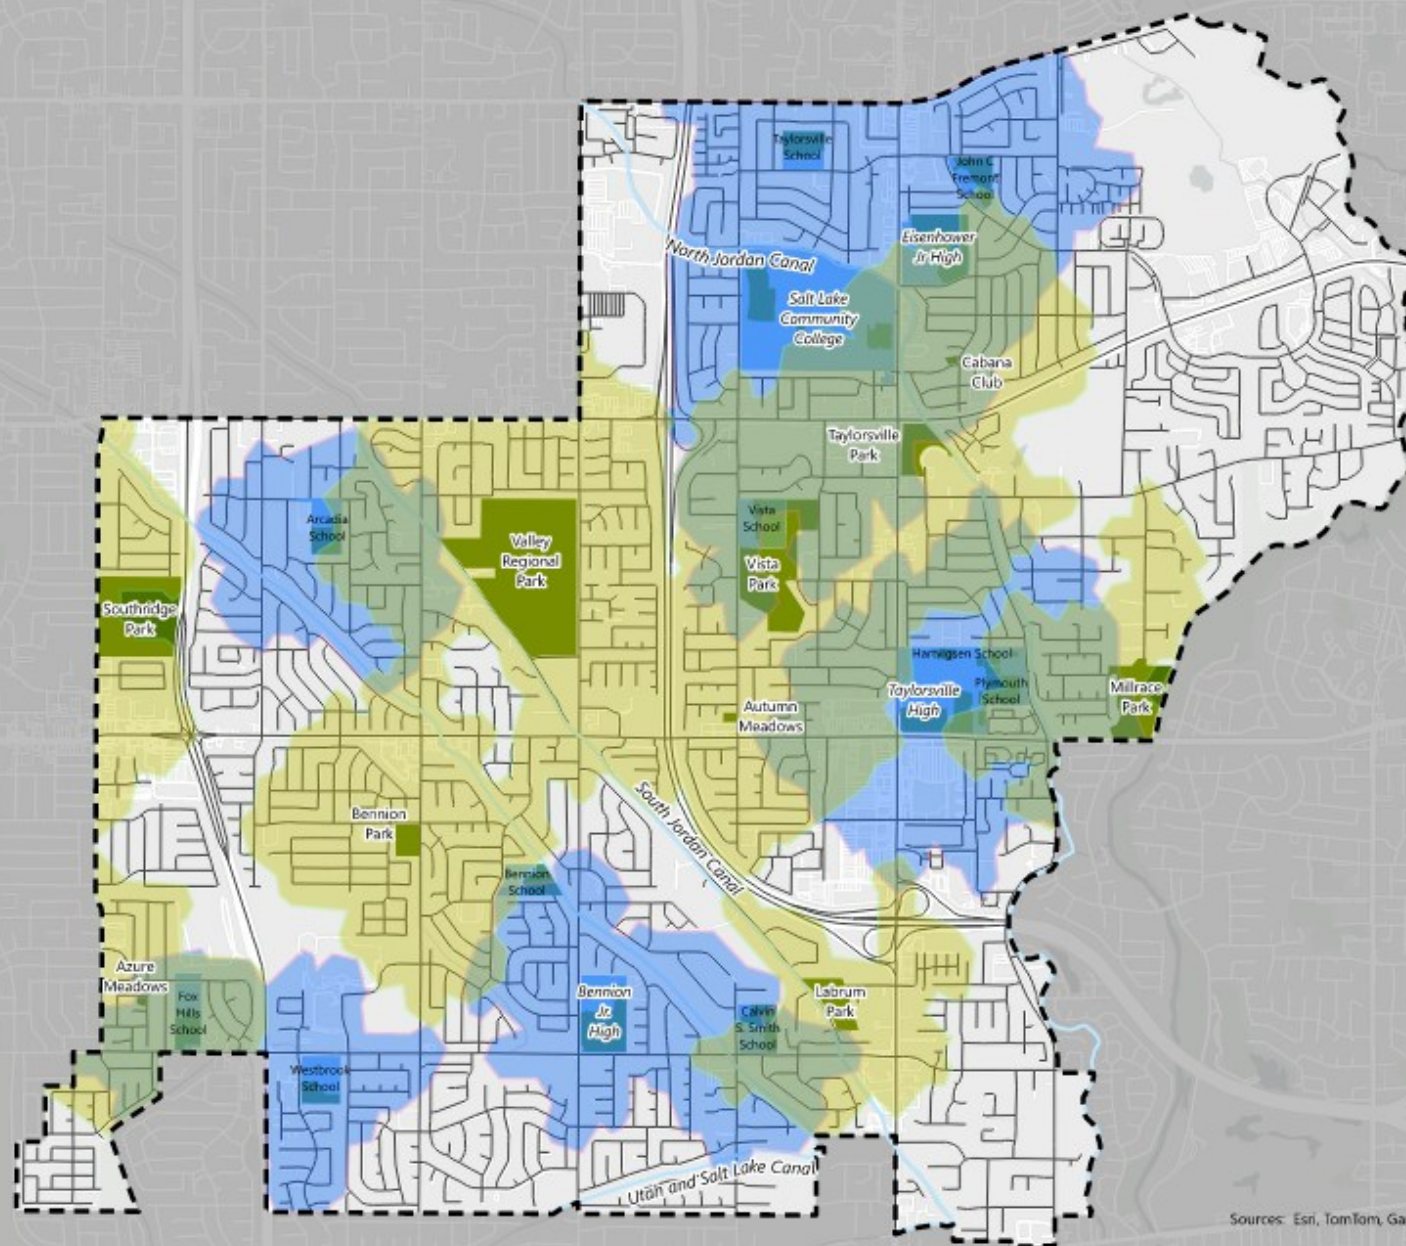 Taylorsville
School
John C
Fremont
School
Eisenhower
Jr High
North Jordan Canal
Salt Lake
Community
College
Cabana
Club
Taylorsville
Park
Arcadia
School
Valley
Regional
Park
Vista
School
Vista
Park
Southridge
Park
Harvigsen School
Plymouth
School
Taylorsville
High
Millrace
Park
Autumn
Meadows
South Jordan Canal
Bennion
Park
Bennion
School
Azure
Meadows
Fox
Hills
School
Bennion
Jr.
High
Calvin
S. Smith
School
Labrum
Park
Westbrook
School
Utah and Salt Lake Canal
Sources: Esri, TomTom, Ga